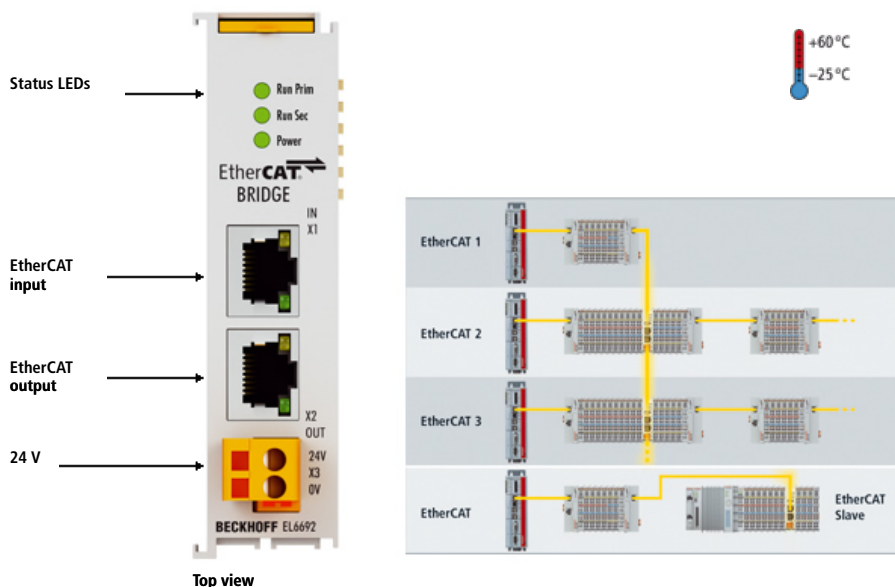 Status LEDs
Run Prim
Run Sec
Power
EtherCAT®
BRIDGE
IN
X1
EtherCAT
input
EtherCAT
output
X2
OUT
24 V
24V
X3
0V
BECKHOFF EL6692
Top view
+60 °C
–25 °C
EtherCAT 1
EtherCAT 2
EtherCAT 3
EtherCAT
EtherCAT
Slave